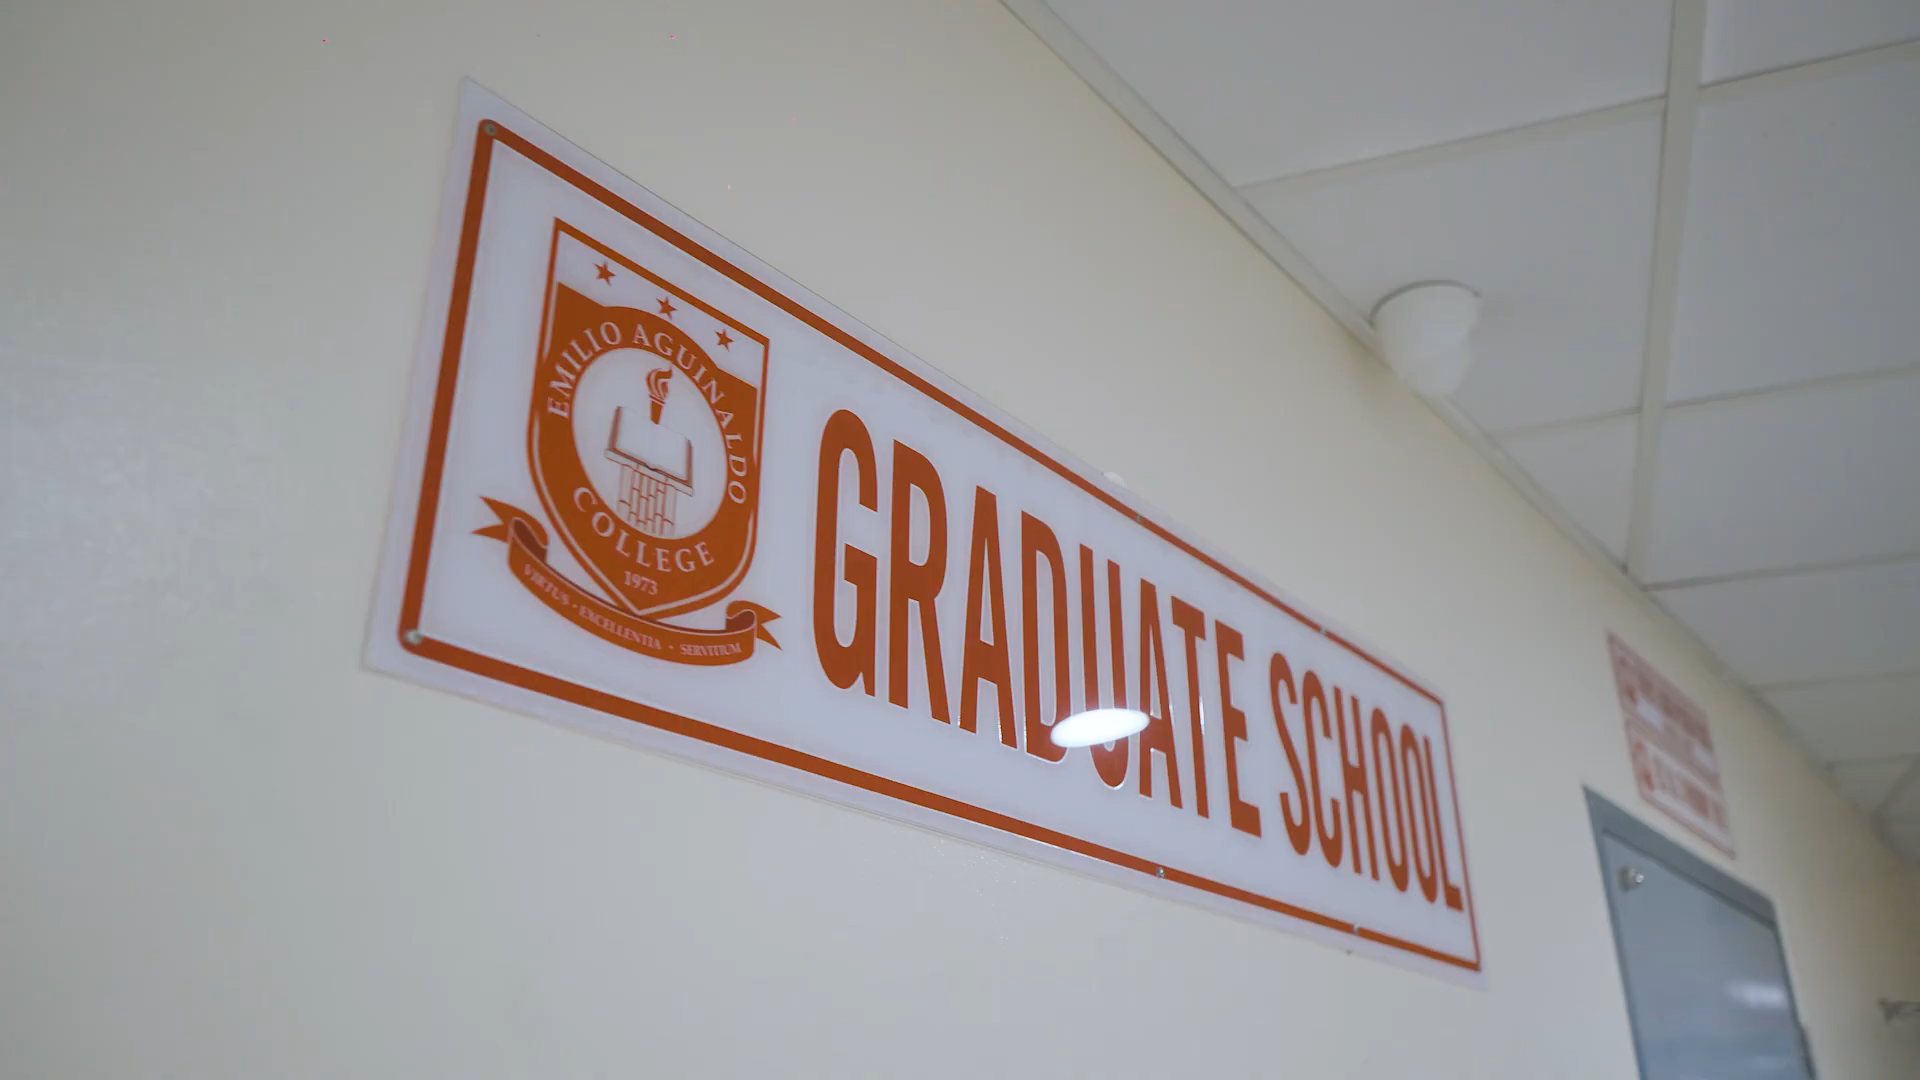 EMILIO AGUINALDO
COLLEGE
1973
VIRTUS • EXCELLENTIA • SERVITIUM
GRADUATE SCHOOL